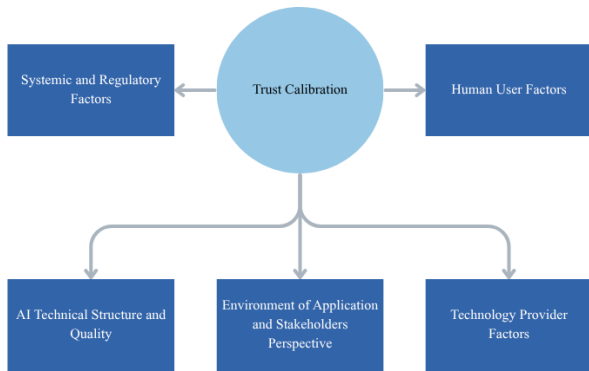 Systemic and Regulatory
Factors
Trust Calibration
Human User Factors
AI Technical Structure and
Quality
Environment of Application
and Stakeholders
Perspective
Technology Provider
Factors